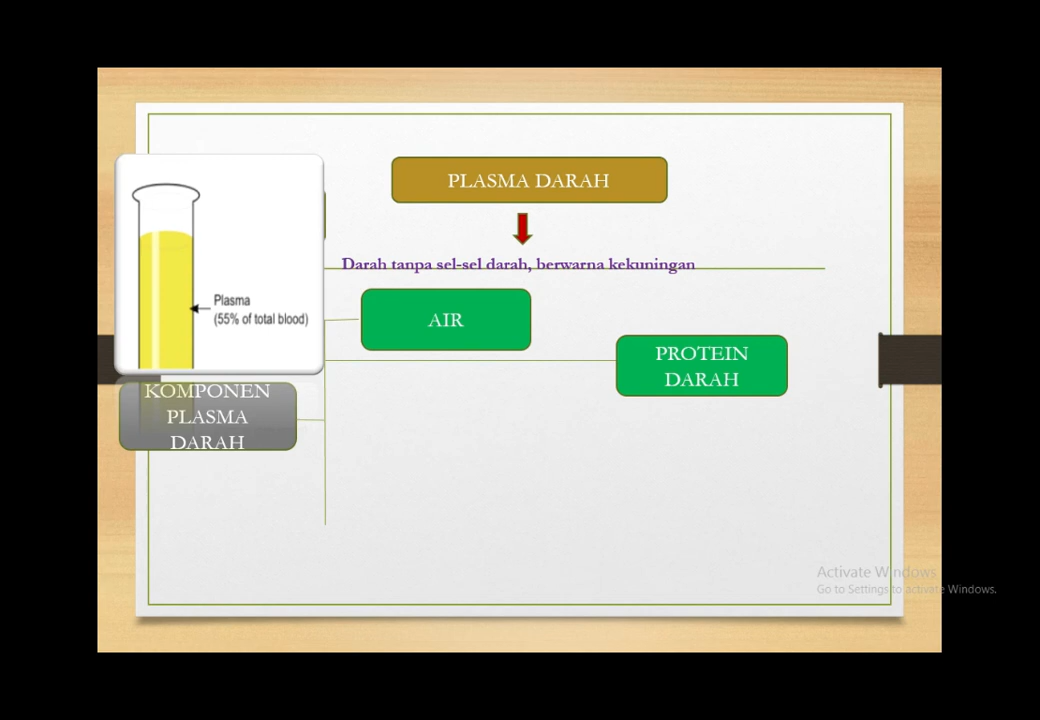 PLASMA DARAH
Darah tanpa sel-sel darah, berwarna kekuningan
Plasma
(55% of total blood)
AIR
PROTEIN
DARAH
KOMPONEN
PLASMA
DARAH
Activate Windows
Go to Settings to activate Windows.